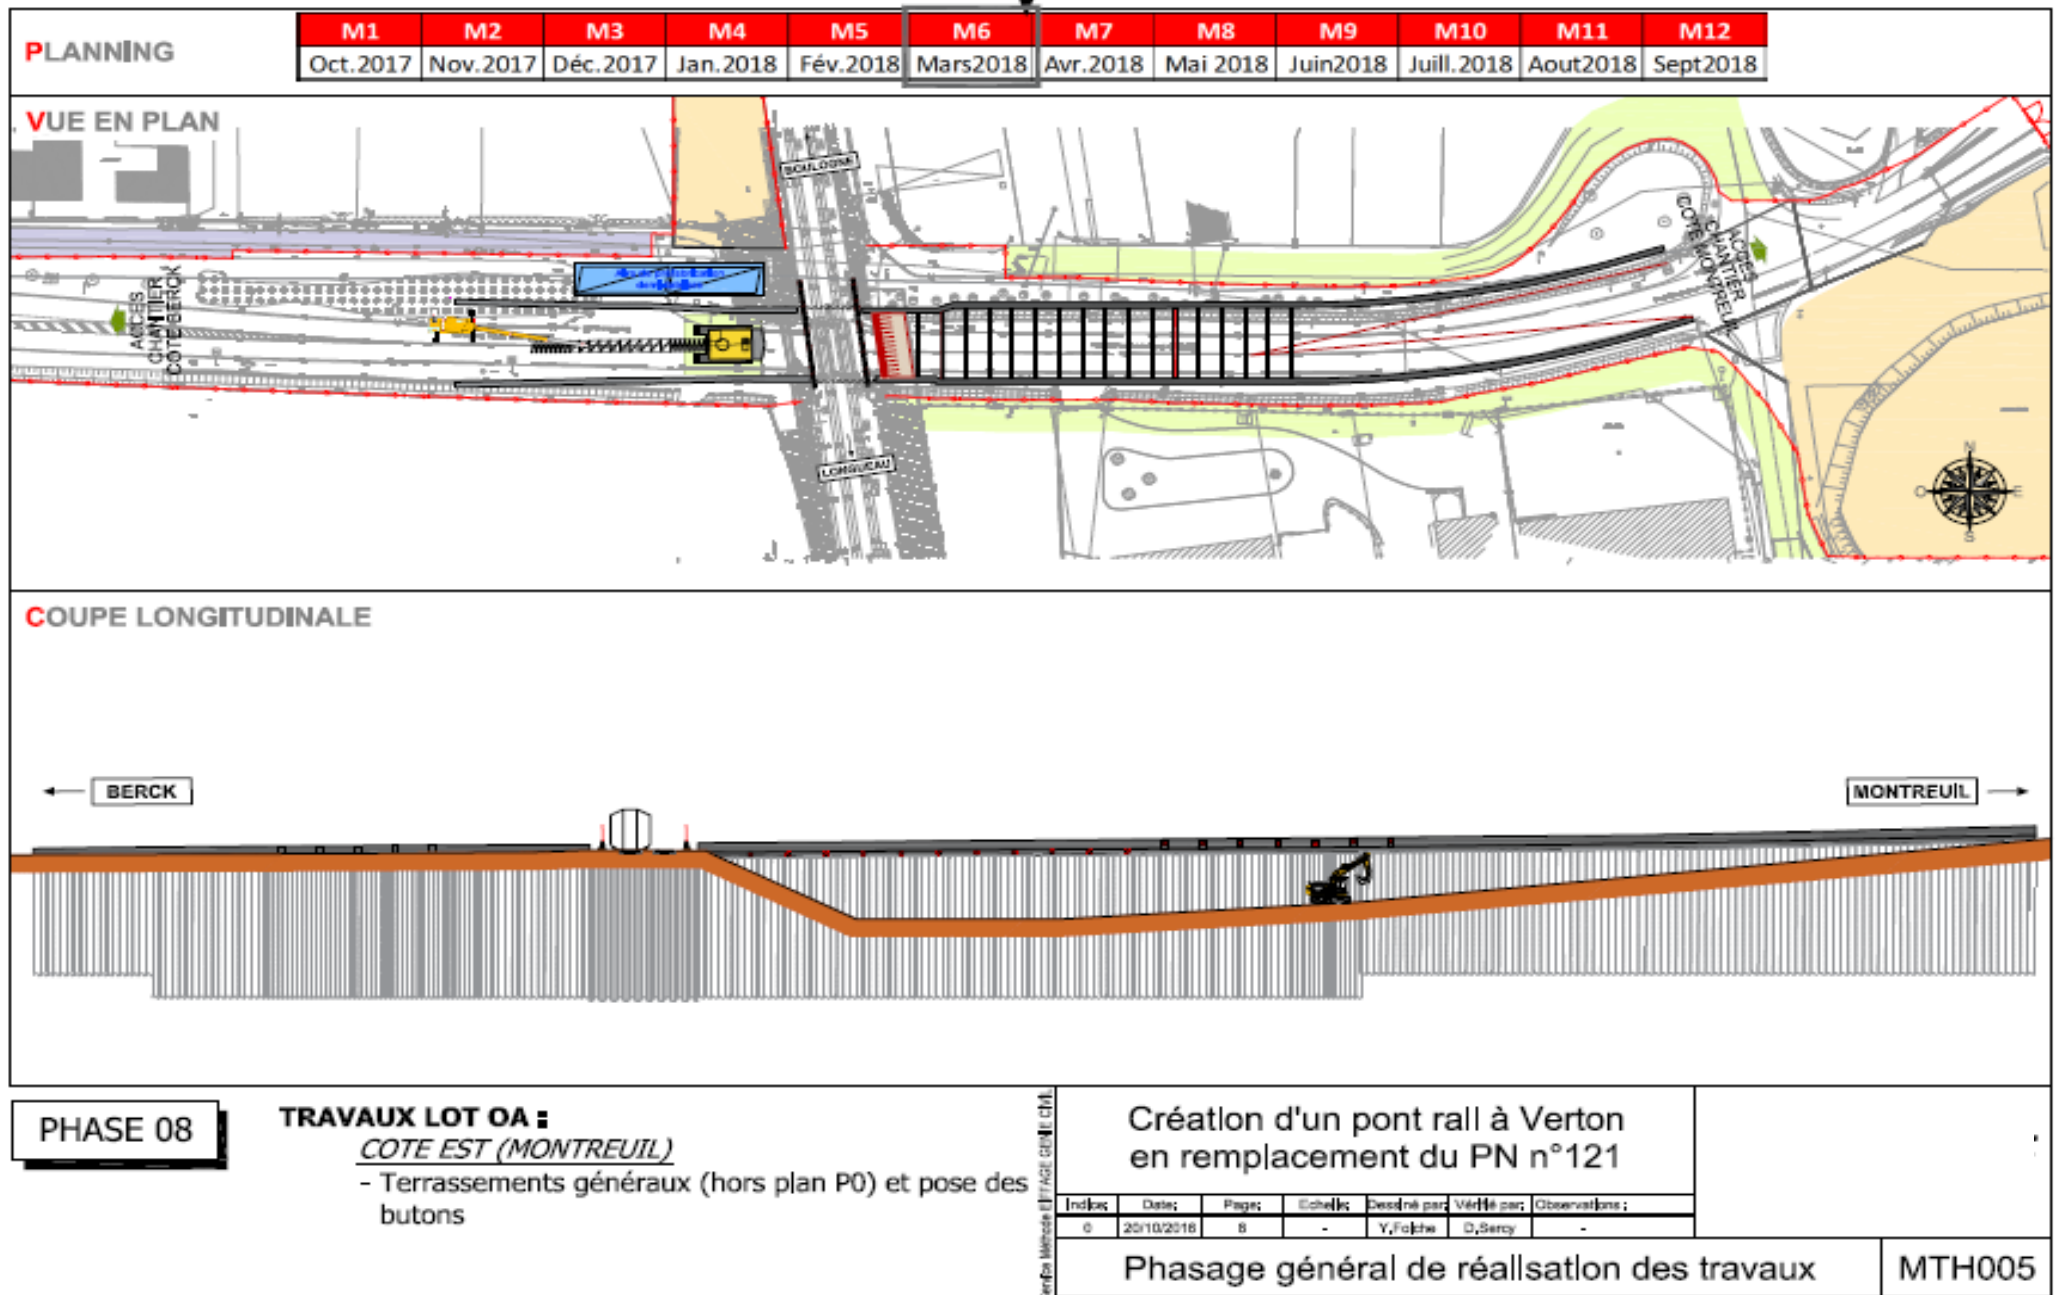 PLANNING
M1 M2 M3 M4 M5 M6 M7 M8 M9 M10 M11 M12
Oct.2017 Nov.2017 Déc.2017 Jan.2018 Fév.2018 Mars2018 Avr.2018 Mai 2018 Juin2018 Juill.2018 Aout2018 Sept2018
VUE EN PLAN
BOULOGNE
ACCES
CHANTIER
COTE BERCK
ACCES
CHANTIER
COTE MONTREUIL
LONGUEAU
N
O E
S
COUPE LONGITUDINALE
BERCK
MONTREUIL
PHASE 08
TRAVAUX LOT OA :
COTE EST (MONTREUIL)
- Terrassements généraux (hors plan P0) et pose des
butons
Service Méthode EIFFAGE GENIE CIVIL
Création d'un pont rail à Verton
en remplacement du PN n°121
Indice: Date: Page: Echelle: Dessiné par: Vérifié par: Observations :
0 20/10/2016 8 - Y.Folche D.Sercy -
Phasage général de réalisation des travaux
MTH005